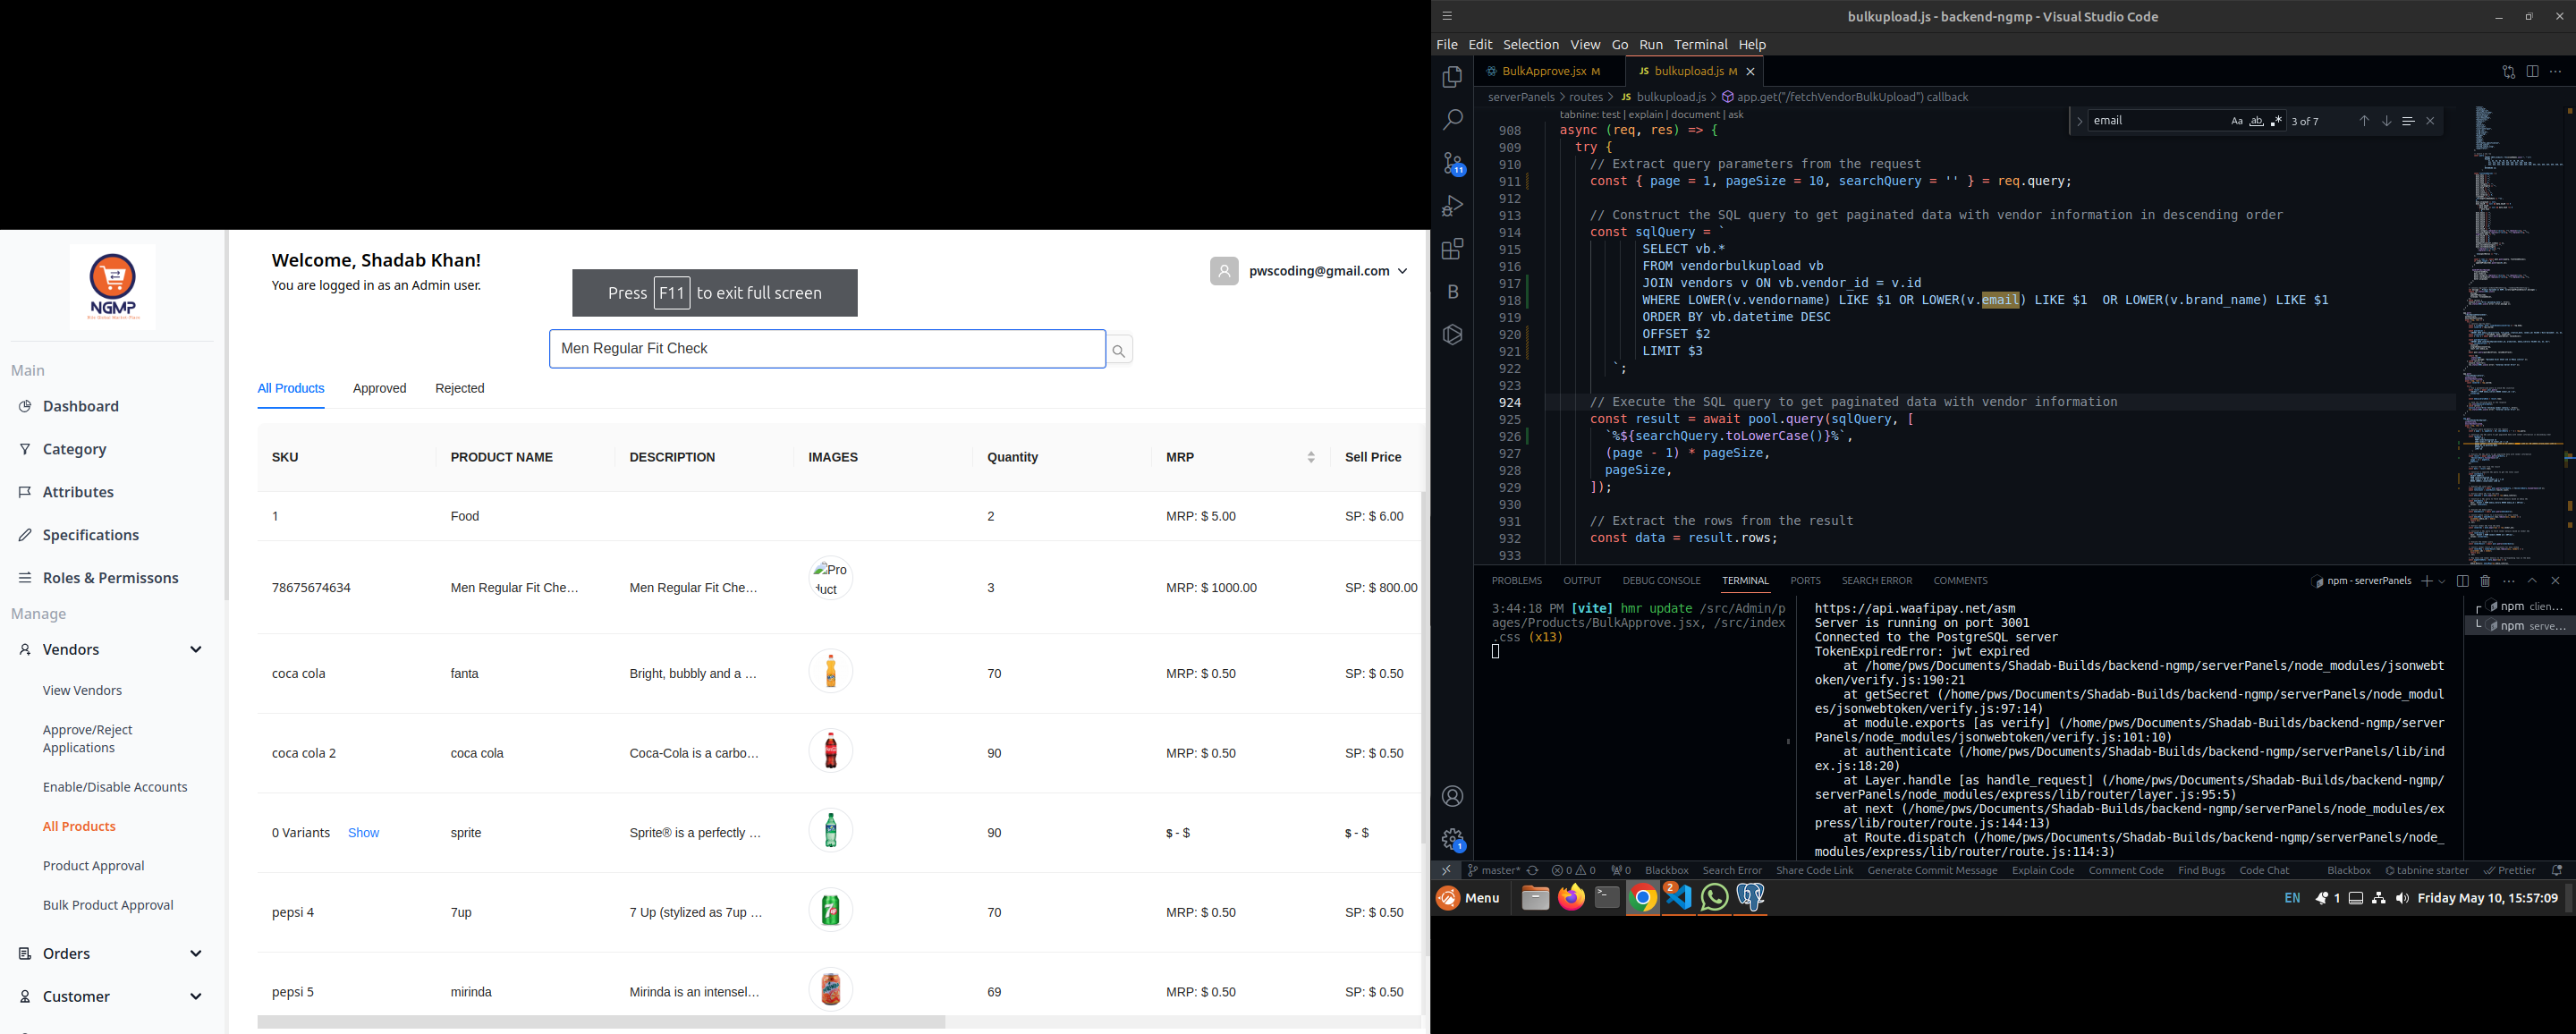 NGMP
Main
Dashboard
Category
Attributes
Specifications
Roles & Permissons
Manage
Vendors
View Vendors
Approve/Reject
Applications
Enable/Disable Accounts
All Products
Product Approval
Bulk Product Approval
Orders
Customer
Welcome, Shadab Khan!
You are logged in as an Admin user.
Press F11 to exit full screen
pwscoding@gmail.com
Men Regular Fit Check
All Products Approved Rejected
SKU PRODUCT NAME DESCRIPTION IMAGES Quantity MRP Sell Price
1 Food 2 MRP: $ 5.00 SP: $ 6.00
78675674634 Men Regular Fit Che… Men Regular Fit Che… Pro duct 3 MRP: $ 1000.00 SP: $ 800.00
coca cola fanta Bright, bubbly and a … 70 MRP: $ 0.50 SP: $ 0.50
coca cola 2 coca cola Coca-Cola is a carbo… 90 MRP: $ 0.50 SP: $ 0.50
0 Variants Show sprite Sprite® is a perfectly … 90 $ - $ $ - $
pepsi 4 7up 7 Up (stylized as 7up … 70 MRP: $ 0.50 SP: $ 0.50
pepsi 5 mirinda Mirinda is an intensel… 69 MRP: $ 0.50 SP: $ 0.50
bulkupload.js - backend-ngmp - Visual Studio Code
File Edit Selection View Go Run Terminal Help
BulkApprove.jsx M JS bulkupload.js M
serverPanels > routes > JS bulkupload.js > app.get("/fetchVendorBulkUpload") callback
email Aa ab 3 of 7
tabnine: test | explain | document | ask
908 async (req, res) => {
909 try {
910 // Extract query parameters from the request
911 const { page = 1, pageSize = 10, searchQuery = '' } = req.query;
912
913 // Construct the SQL query to get paginated data with vendor information in descending order
914 const sqlQuery = `
915 SELECT vb.*
916 FROM vendorbulkupload vb
917 JOIN vendors v ON vb.vendor_id = v.id
918 WHERE LOWER(v.vendorname) LIKE $1 OR LOWER(v.email) LIKE $1  OR LOWER(v.brand_name) LIKE $1
919 ORDER BY vb.datetime DESC
920 OFFSET $2
921 LIMIT $3
922 `;
923
924 // Execute the SQL query to get paginated data with vendor information
925 const result = await pool.query(sqlQuery, [
926 `%${searchQuery.toLowerCase()}%`,
927 (page - 1) * pageSize,
928 pageSize,
929 ]);
930
931 // Extract the rows from the result
932 const data = result.rows;
933
11
B
1
PROBLEMS OUTPUT DEBUG CONSOLE TERMINAL PORTS SEARCH ERROR COMMENTS
npm - serverPanels
3:44:18 PM [vite] hmr update /src/Admin/p
ages/Products/BulkApprove.jsx, /src/index
.css (x13)
https://api.waafipay.net/asm
Server is running on port 3001
Connected to the PostgreSQL server
TokenExpiredError: jwt expired
at /home/pws/Documents/Shadab-Builds/backend-ngmp/serverPanels/node_modules/jsonwebt
oken/verify.js:190:21
at getSecret (/home/pws/Documents/Shadab-Builds/backend-ngmp/serverPanels/node_modul
es/jsonwebtoken/verify.js:97:14)
at module.exports [as verify] (/home/pws/Documents/Shadab-Builds/backend-ngmp/server
Panels/node_modules/jsonwebtoken/verify.js:101:10)
at authenticate (/home/pws/Documents/Shadab-Builds/backend-ngmp/serverPanels/lib/ind
ex.js:18:20)
at Layer.handle [as handle_request] (/home/pws/Documents/Shadab-Builds/backend-ngmp/
serverPanels/node_modules/express/lib/router/layer.js:95:5)
at next (/home/pws/Documents/Shadab-Builds/backend-ngmp/serverPanels/node_modules/ex
press/lib/router/route.js:144:13)
at Route.dispatch (/home/pws/Documents/Shadab-Builds/backend-ngmp/serverPanels/node_
modules/express/lib/router/route.js:114:3)
npm clien…
npm serve…
master* 0 0 0 Blackbox Search Error Share Code Link Generate Commit Message Explain Code Comment Code Find Bugs Code Chat Blackbox tabnine starter Prettier
Menu 2 EN 1 Friday May 10, 15:57:09